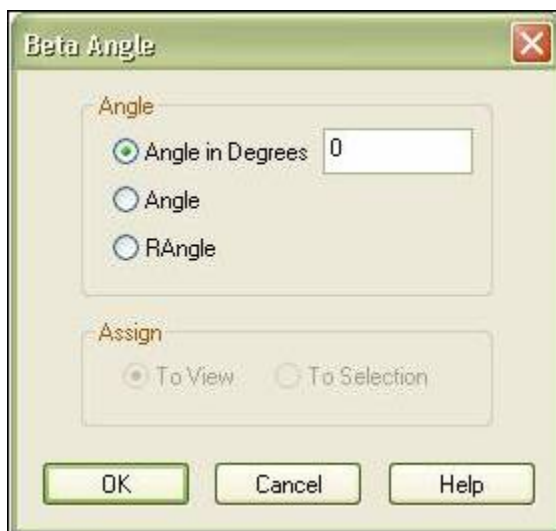 Beta Angle
Angle
Angle in Degrees 0
Angle
RAngle
Assign
To View To Selection
OK Cancel Help